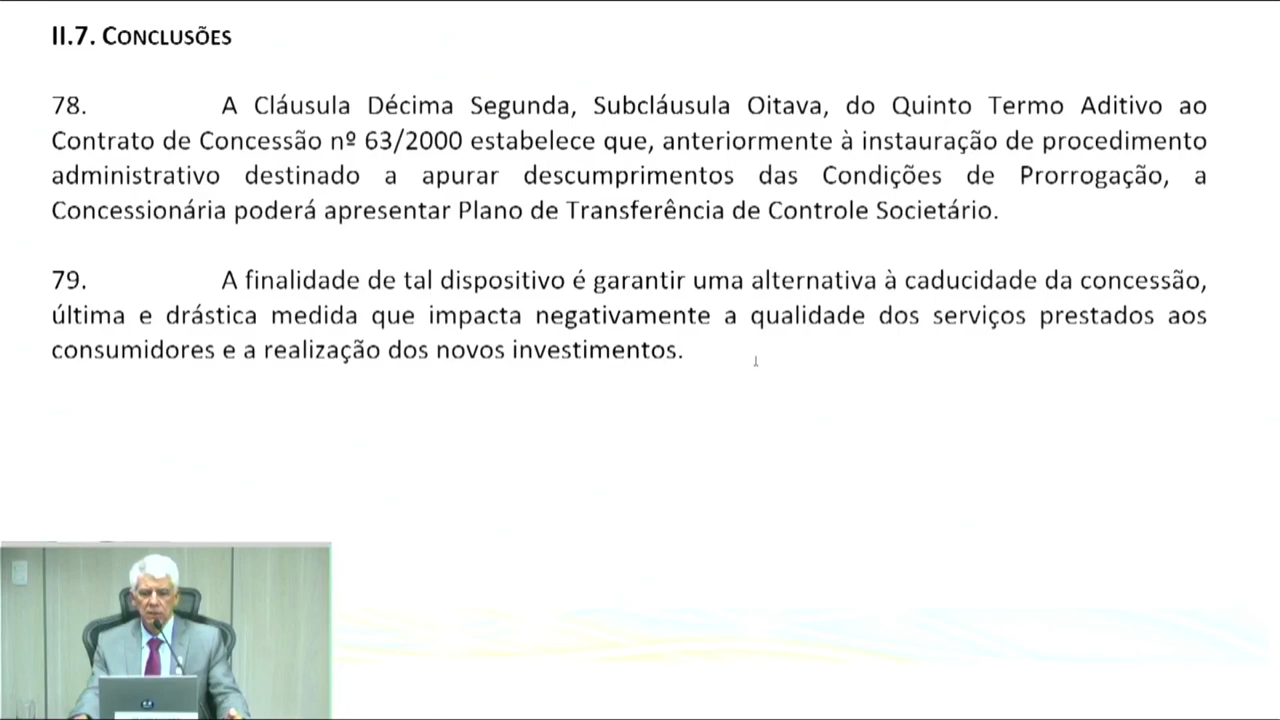 II.7. CONCLUSÕES
78. A Cláusula Décima Segunda, Subcláusula Oitava, do Quinto Termo Aditivo ao
Contrato de Concessão nº 63/2000 estabelece que, anteriormente à instauração de procedimento
administrativo destinado a apurar descumprimentos das Condições de Prorrogação, a
Concessionária poderá apresentar Plano de Transferência de Controle Societário.
79. A finalidade de tal dispositivo é garantir uma alternativa à caducidade da concessão,
última e drástica medida que impacta negativamente a qualidade dos serviços prestados aos
consumidores e a realização dos novos investimentos.